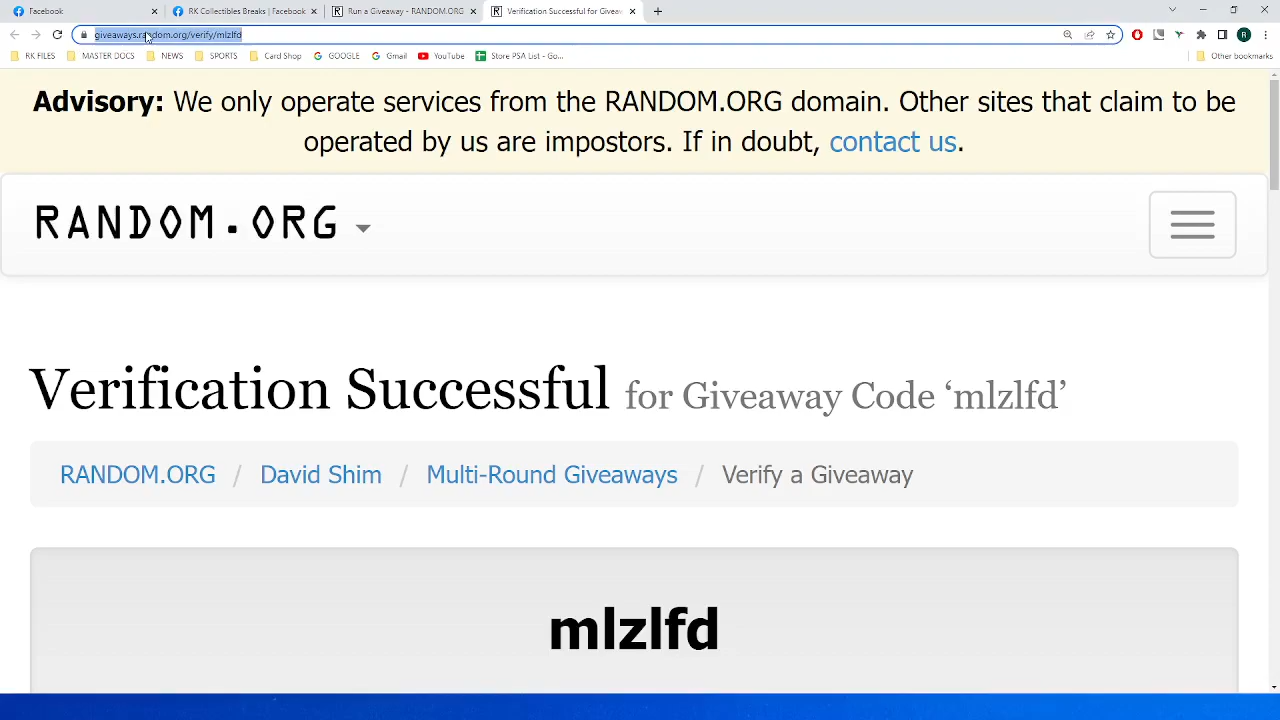 Facebook
RK Collectibles Breaks | Facebook
Run a Giveaway - RANDOM.ORG
Verification Successful for Giveaw
giveaways.random.org/verify/mlzlfd
RK FILES
MASTER DOCS
NEWS
SPORTS
Card Shop
GOOGLE
Gmail
YouTube
Store PSA List - Go...
Other bookmarks
Advisory: We only operate services from the RANDOM.ORG domain. Other sites that claim to be
operated by us are impostors. If in doubt, contact us.
RANDOM.ORG
Verification Successful for Giveaway Code ‘mlzlfd’
RANDOM.ORG / David Shim / Multi-Round Giveaways / Verify a Giveaway
mlzlfd